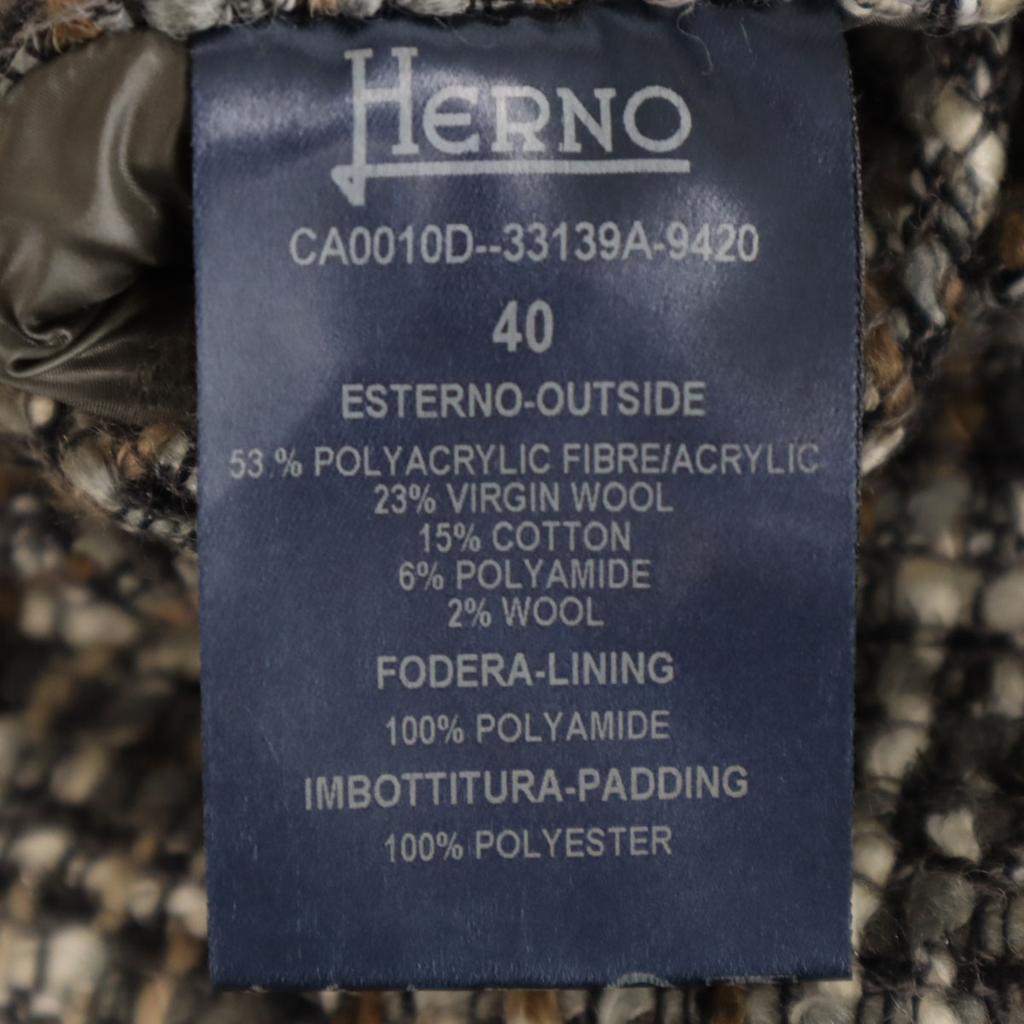 HERNO
CA0010D--33139A-9420
40
ESTERNO-OUTSIDE
53 % POLYACRYLIC FIBRE/ACRYLIC
23% VIRGIN WOOL
15% COTTON
6% POLYAMIDE
2% WOOL
FODERA-LINING
100% POLYAMIDE
IMBOTTITURA-PADDING
100% POLYESTER